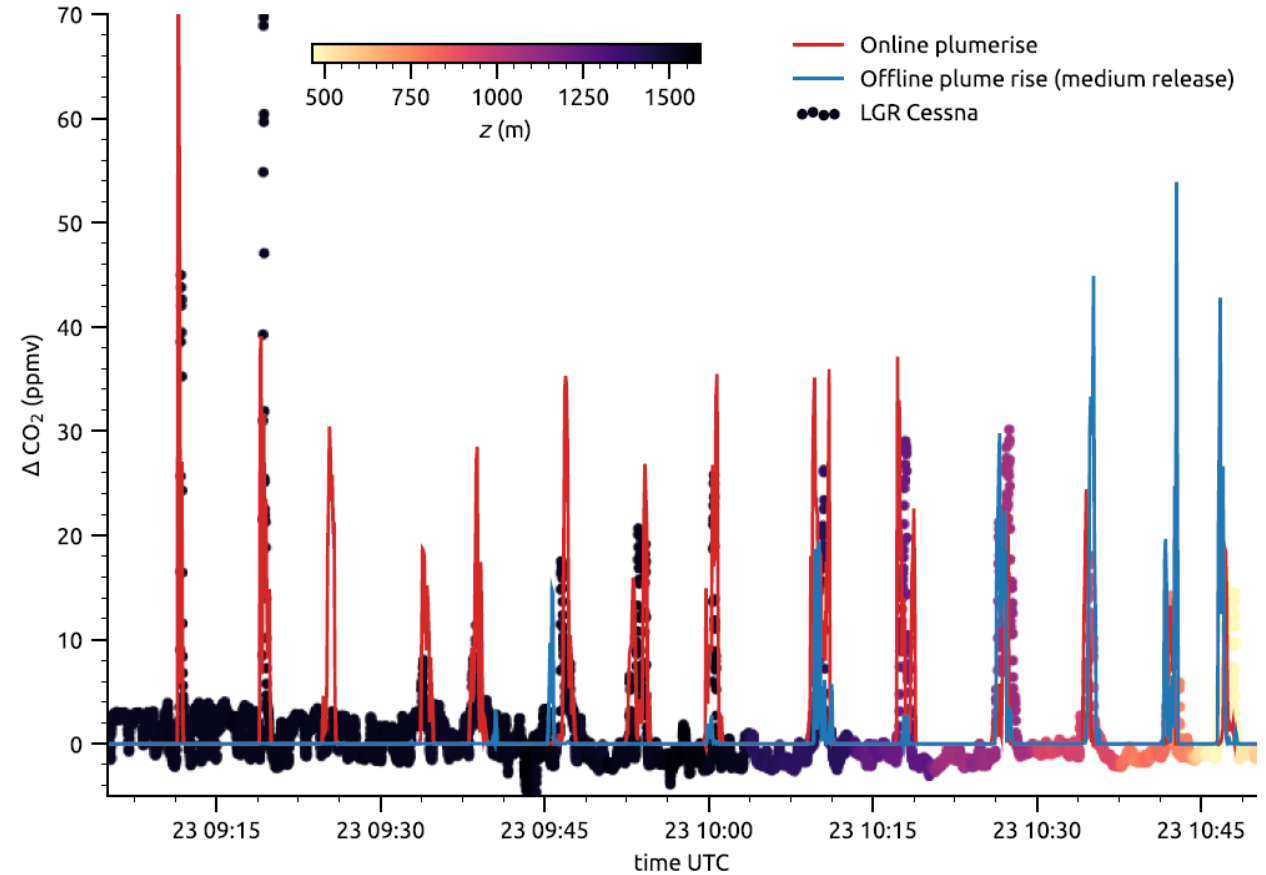 70
60
50
40
30
20
10
0
Δ CO₂ (ppmv)
500 750 1000 1250 1500
z (m)
Online plumerise
Offline plume rise (medium release)
LGR Cessna
23 09:15 23 09:30 23 09:45 23 10:00 23 10:15 23 10:30 23 10:45
time UTC